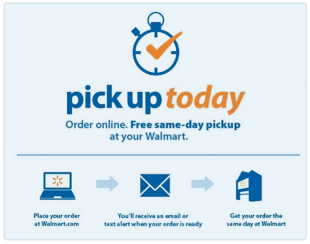 pick up today
Order online. Free same-day pickup
at your Walmart.
Place your order
at Walmart.com
You'll receive an email or
text alert when your order is ready
Get your order the
same day at Walmart